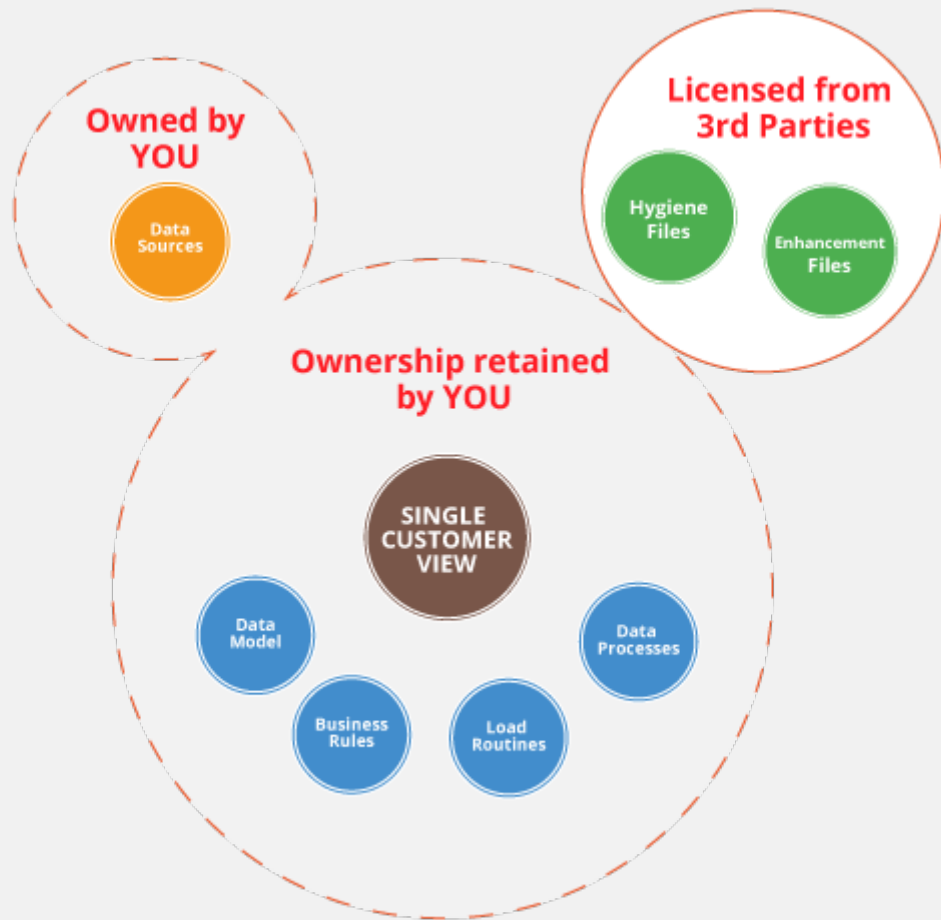 Owned by
YOU
Data
Sources
Licensed from
3rd Parties
Hygiene
Files
Enhancement
Files
Ownership retained
by YOU
SINGLE
CUSTOMER
VIEW
Data
Model
Business
Rules
Load
Routines
Data
Processes